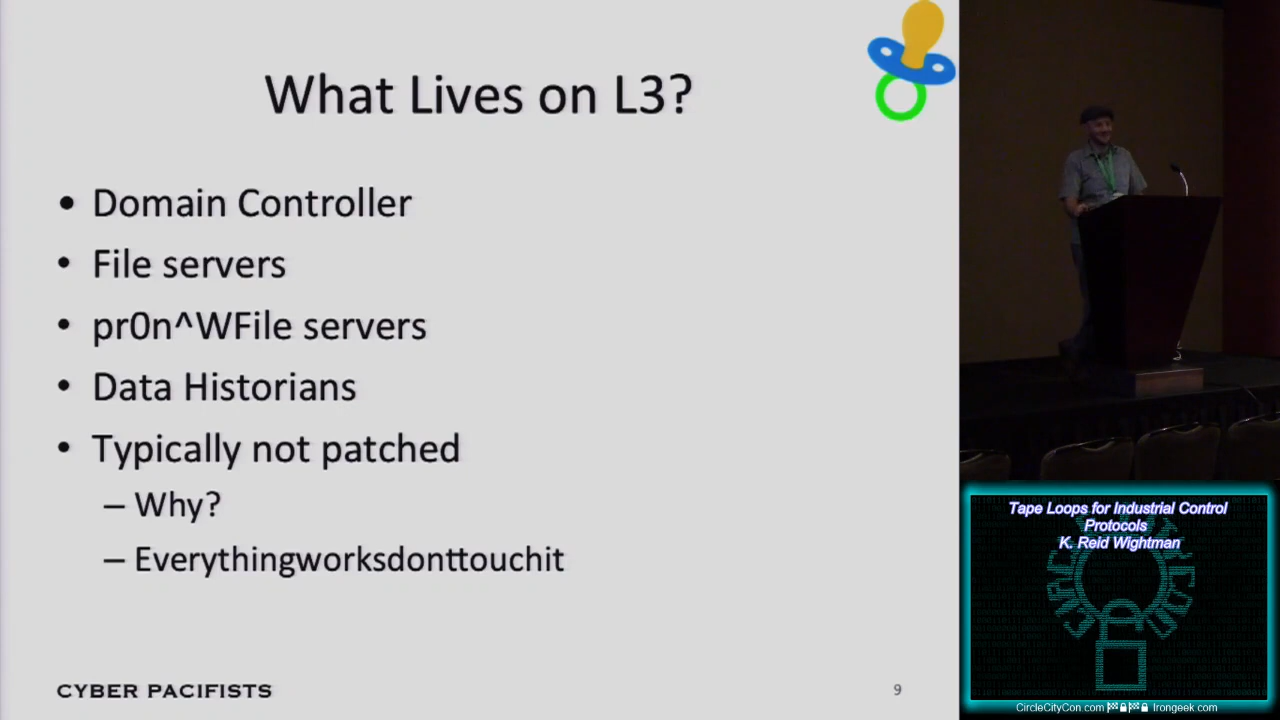 What Lives on L3?
• Domain Controller
• File servers
• pr0n^WFile servers
• Data Historians
• Typically not patched
– Why?
– Everythingworksdonttouchit
CYBER PACIFISTS
9
Tape Loops for Industrial Control
Protocols
K. Reid Wightman
CircleCityCon.com Irongeek.com